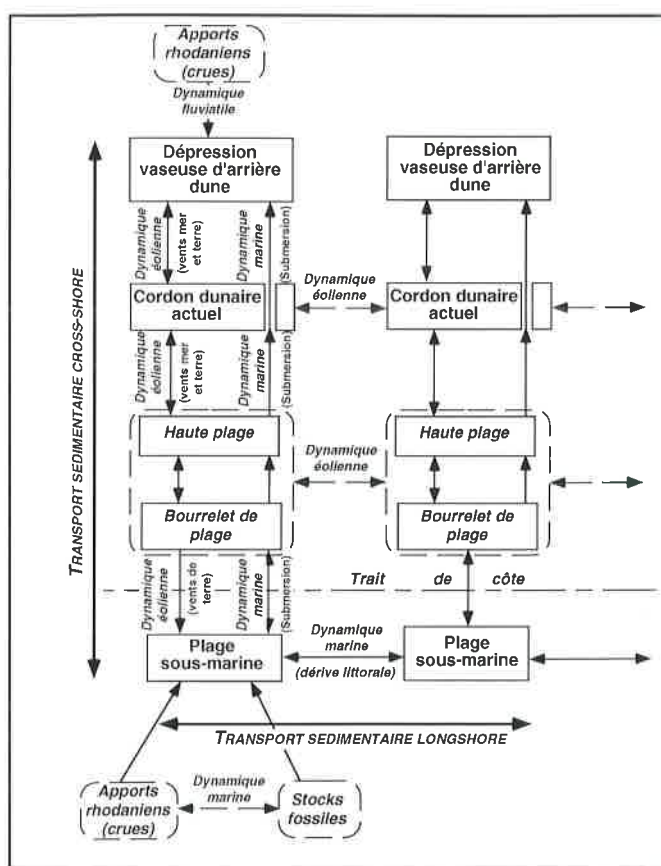 Apports
rhodaniens
(crues)
Dynamique
fluviatile
Dépression
vaseuse d'arrière
dune
Dépression
vaseuse d'arrière
dune
TRANSPORT SEDIMENTAIRE CROSS-SHORE
Dynamique
éolienne
(vents mer
et terre)
Dynamique
marine
(Submersion)
Cordon dunaire
actuel
Dynamique
éolienne
Cordon dunaire
actuel
Dynamique
éolienne
(vents mer
et terre)
Dynamique
marine
(Submersion)
Haute plage
Dynamique
éolienne
Haute plage
Bourrelet de
plage
Bourrelet de
plage
Dynamique
éolienne
(vents de
terre)
Dynamique
marine
(Submersion)
Trait de côte
Plage
sous-marine
Dynamique
marine
(dérive littorale)
Plage
sous-marine
TRANSPORT SEDIMENTAIRE LONGSHORE
Apports
rhodaniens
(crues)
Dynamique
marine
Stocks
fossiles